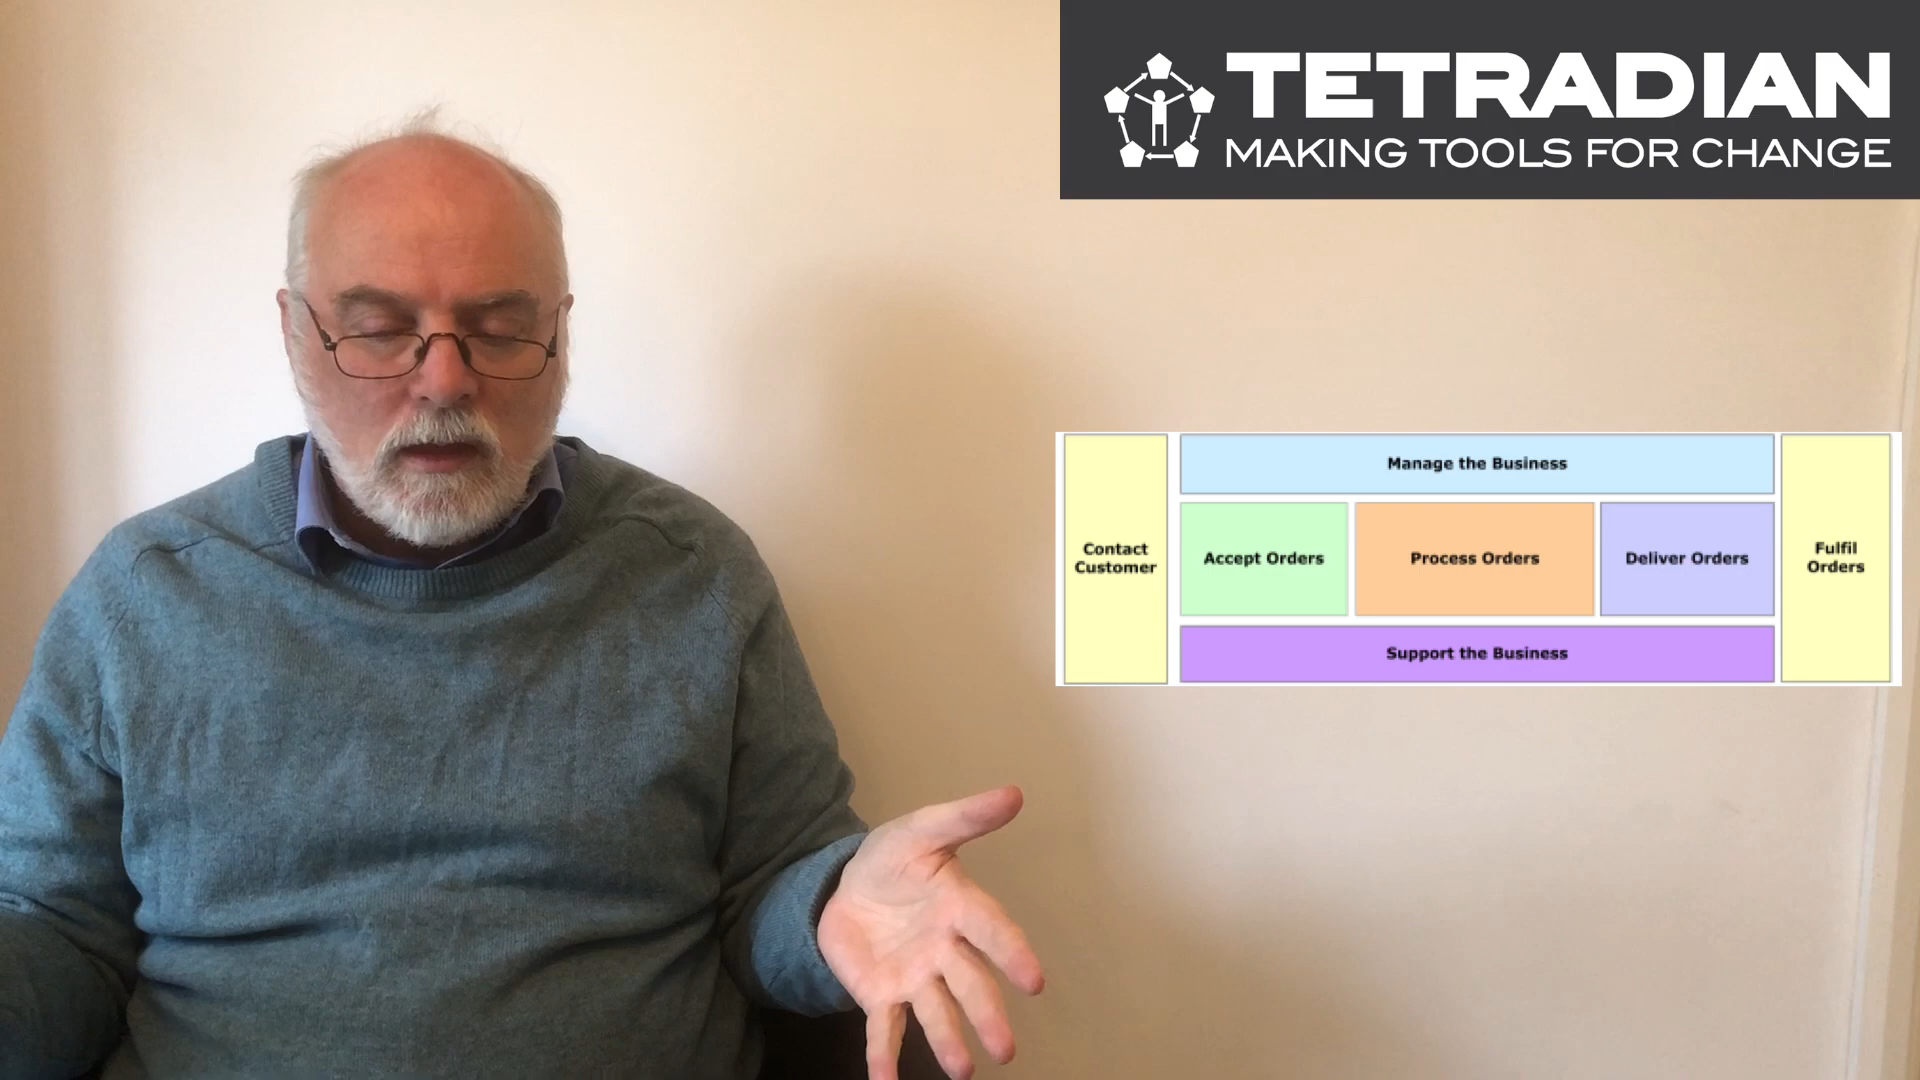 TETRADIAN
MAKING TOOLS FOR CHANGE
Contact
Customer
Manage the Business
Accept Orders
Process Orders
Deliver Orders
Support the Business
Fulfil
Orders